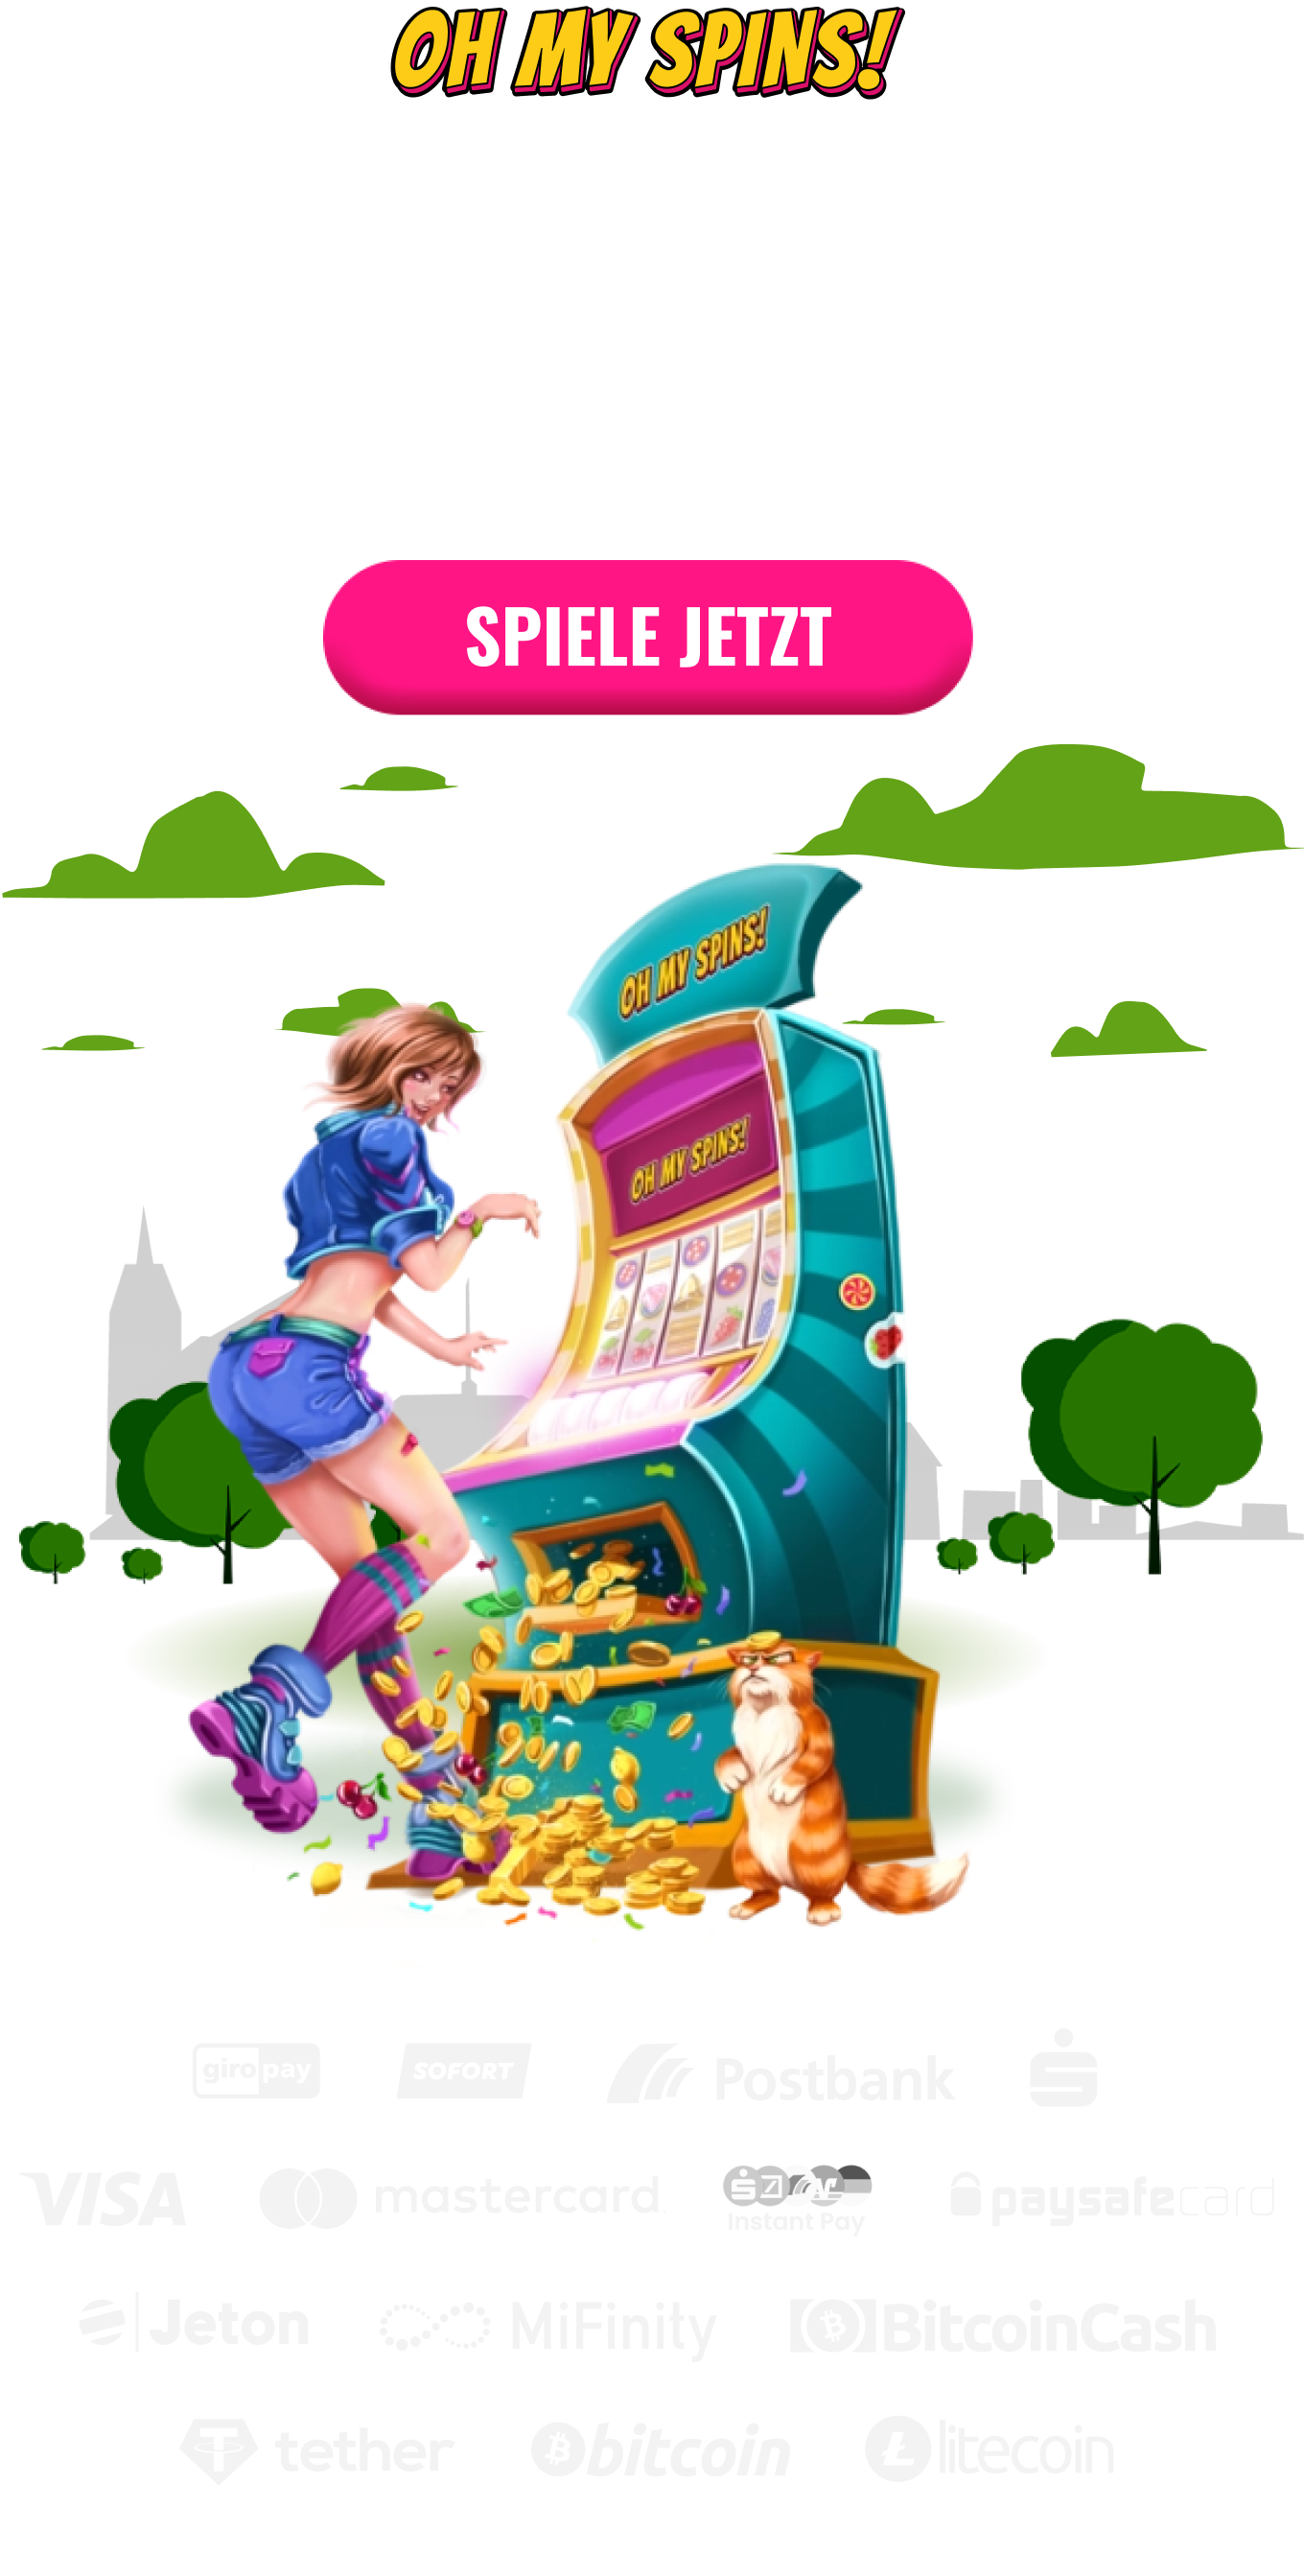 OH MY SPINS!
SPIELE JETZT
OH MY SPINS!
OH MY SPINS!
giropay SOFORT Postbank
VISA mastercard. Instant Pay paysafecard
Jeton MiFinity BitcoinCash
tether bitcoin litecoin